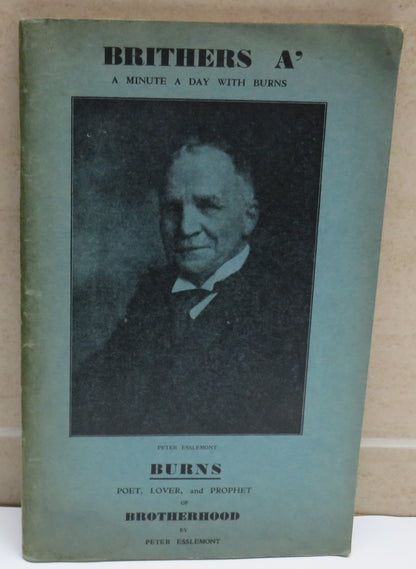 BRITHERS A'
A MINUTE A DAY WITH BURNS
PETER ESSLEMONT
BURNS
POET, LOVER, and PROPHET
OF
BROTHERHOOD
BY
PETER ESSLEMONT